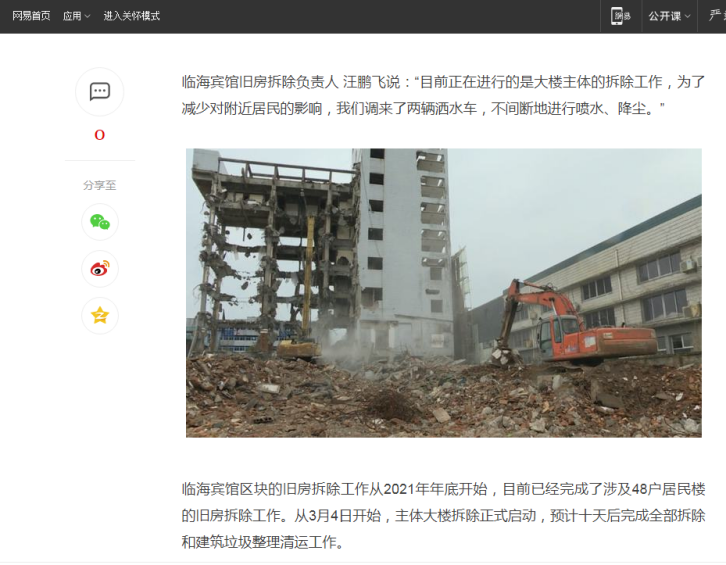 网易首页 应用 进入关怀模式 公开课
临海宾馆旧房拆除负责人 汪鹏飞说：“目前正在进行的是大楼主体的拆除工作，为了
减少对附近居民的影响，我们调来了两辆洒水车，不间断地进行喷水、降尘。”
0
分享至
临海宾馆区块的旧房拆除工作从2021年年底开始，目前已经完成了涉及48户居民楼
的旧房拆除工作。从3月4日开始，主体大楼拆除正式启动，预计十天后完成全部拆除
和建筑垃圾整理清运工作。